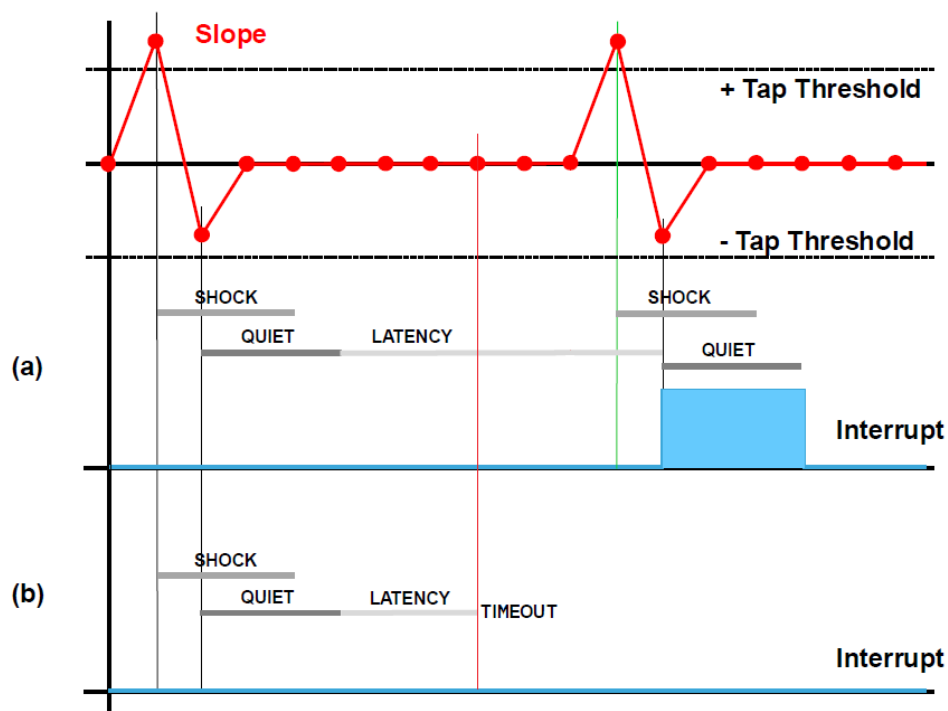 Slope
+ Tap Threshold
- Tap Threshold
SHOCK
SHOCK
QUIET
LATENCY
QUIET
(a)
Interrupt
SHOCK
(b)
QUIET
LATENCY
TIMEOUT
Interrupt